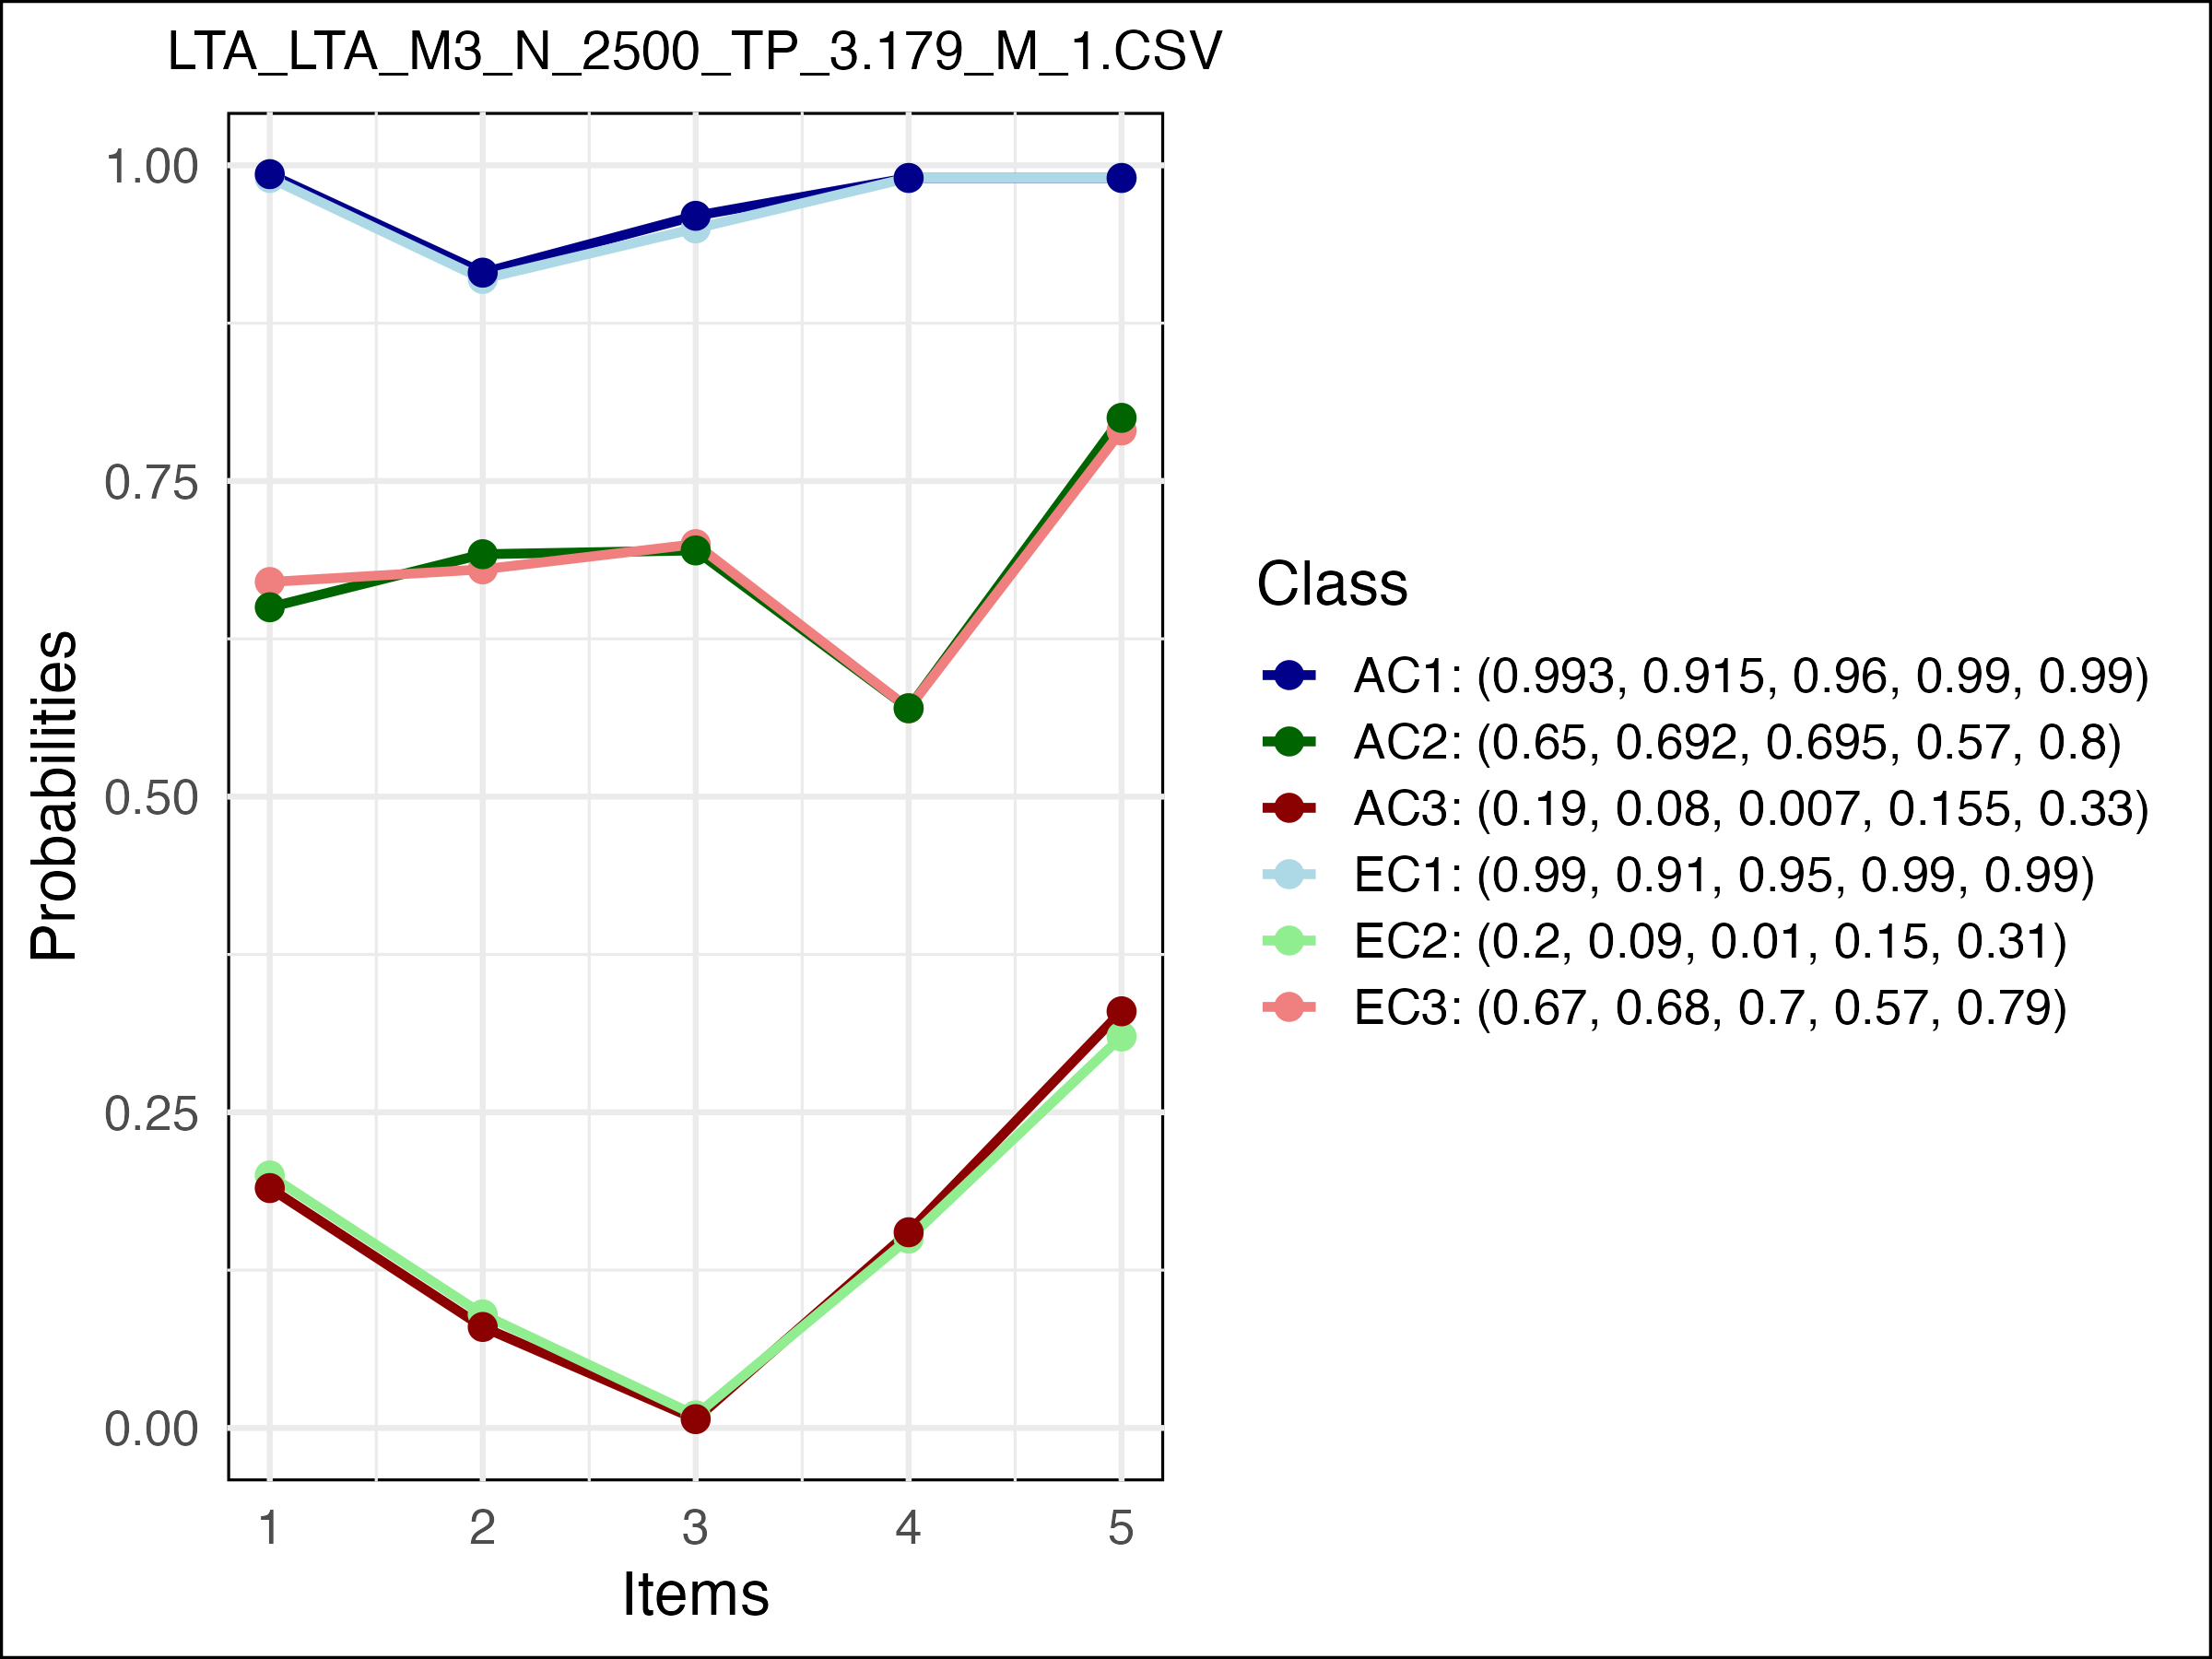 LTA_LTA_M3_N_2500_TP_3.179_M_1.CSV
1.00
0.75
0.50
0.25
0.00
Probabilities
1 2 3 4 5
Items
Class
AC1: (0.993, 0.915, 0.96, 0.99, 0.99)
AC2: (0.65, 0.692, 0.695, 0.57, 0.8)
AC3: (0.19, 0.08, 0.007, 0.155, 0.33)
EC1: (0.99, 0.91, 0.95, 0.99, 0.99)
EC2: (0.2, 0.09, 0.01, 0.15, 0.31)
EC3: (0.67, 0.68, 0.7, 0.57, 0.79)